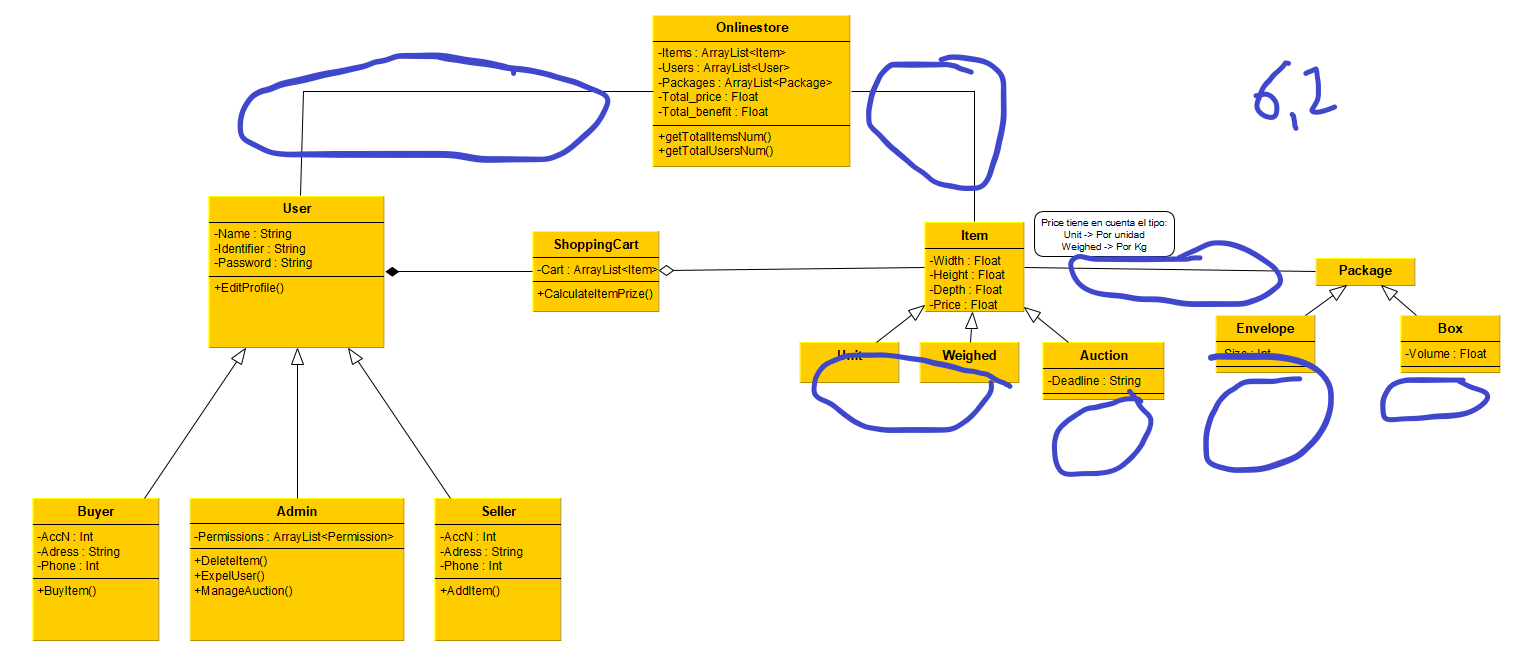 Onlinestore
-Items : ArrayList<Item>
-Users : ArrayList<User>
-Packages : ArrayList<Package>
-Total_price : Float
-Total_benefit : Float
+getTotalItemsNum()
+getTotalUsersNum()
6,2
User
-Name : String
-Identifier : String
-Password : String
+EditProfile()
ShoppingCart
-Cart : ArrayList<Item>
+CalculateItemPrize()
Item
-Width : Float
-Height : Float
-Depth : Float
-Price : Float
Price tiene en cuenta el tipo:
Unit -> Por unidad
Weighed -> Por Kg
Package
Envelope
-Size : Int
Box
-Volume : Float
Unit
Weighed
Auction
-Deadline : String
Buyer
-AccN : Int
-Adress : String
-Phone : Int
+BuyItem()
Admin
-Permissions : ArrayList<Permission>
+DeleteItem()
+ExpelUser()
+ManageAuction()
Seller
-AccN : Int
-Adress : String
-Phone : Int
+AddItem()